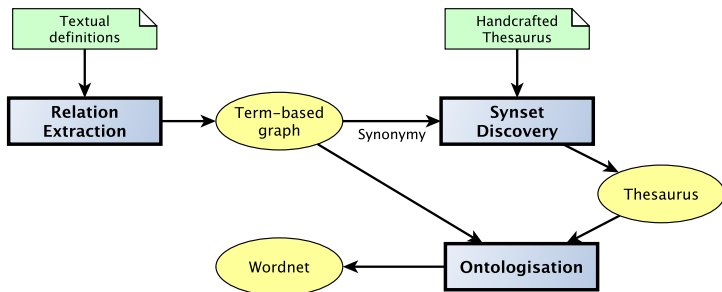 Textual
definitions
Handcrafted
Thesaurus
Relation
Extraction
Term-based
graph
Synonymy
Synset
Discovery
Thesaurus
Wordnet
Ontologisation